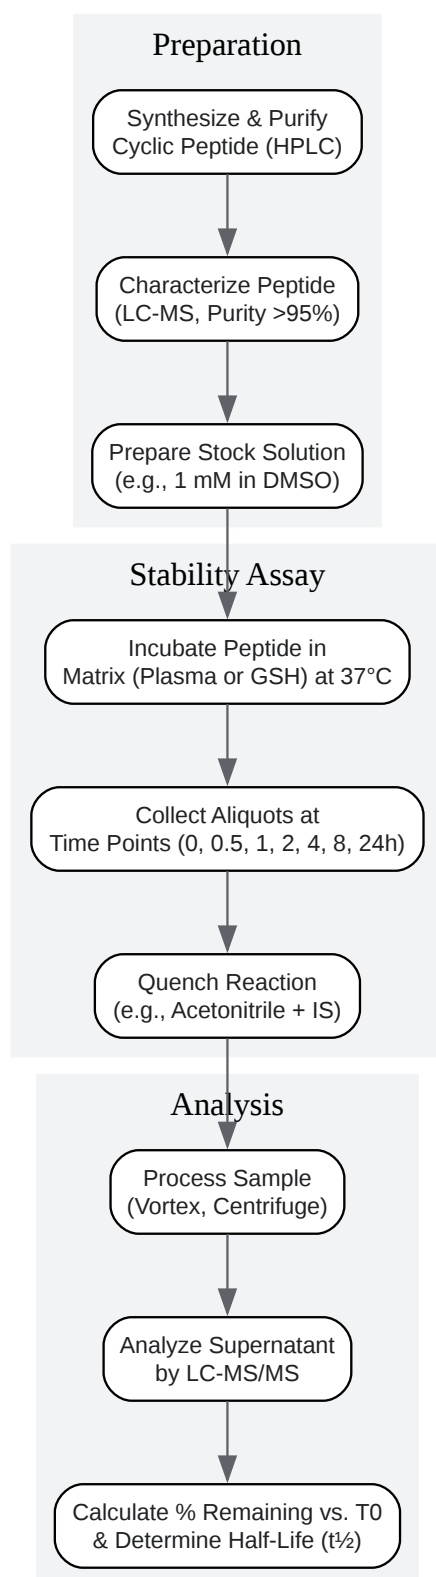 Preparation
Synthesize & Purify
Cyclic Peptide (HPLC)
Characterize Peptide
(LC-MS, Purity >95%)
Prepare Stock Solution
(e.g., 1 mM in DMSO)
Stability Assay
Incubate Peptide in
Matrix (Plasma or GSH) at 37°C
Collect Aliquots at
Time Points (0, 0.5, 1, 2, 4, 8, 24h)
Quench Reaction
(e.g., Acetonitrile + IS)
Analysis
Process Sample
(Vortex, Centrifuge)
Analyze Supernatant
by LC-MS/MS
Calculate % Remaining vs. T0
& Determine Half-Life (t½)